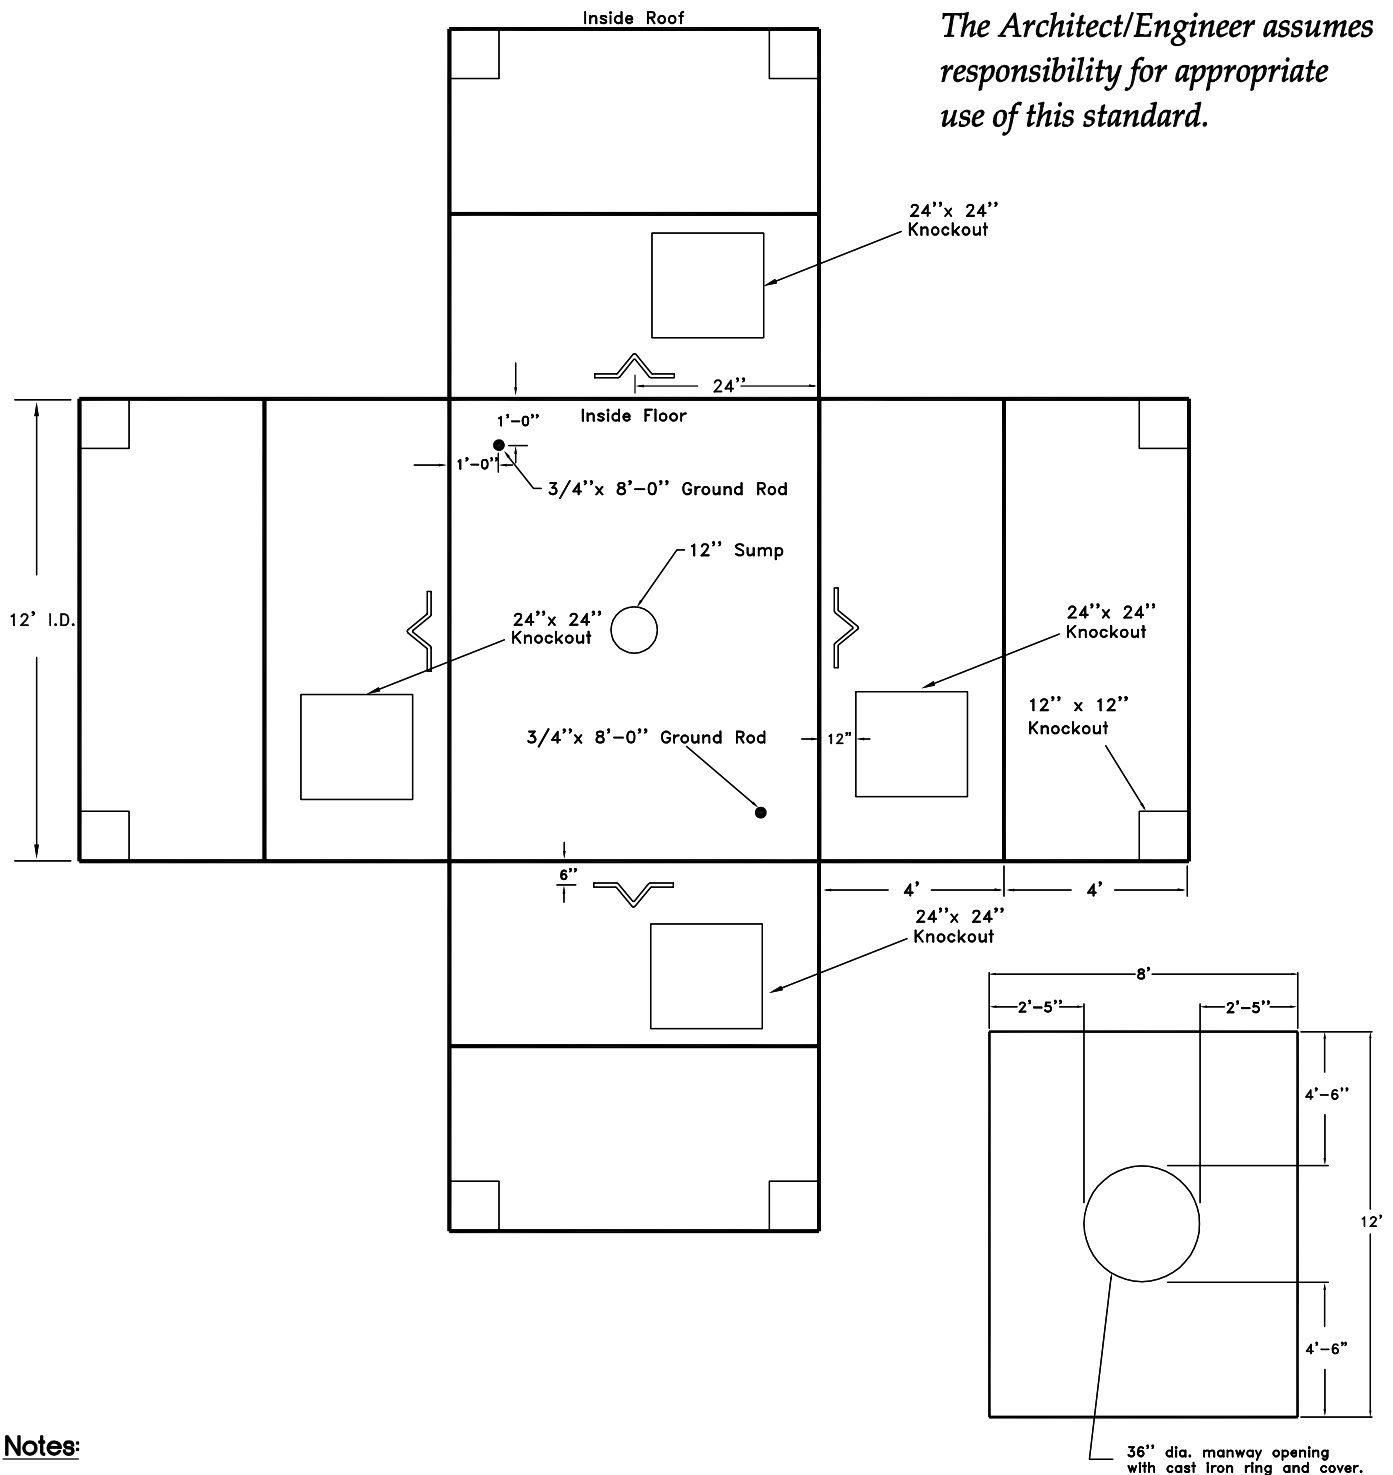 Inside Roof
The Architect/Engineer assumes
responsibility for appropriate
use of this standard.
24''x 24''
Knockout
24''
Inside Floor
1'-0''
1'-0''
3/4''x 8'-0'' Ground Rod
12'' Sump
12' I.D.
24''x 24''
Knockout
24''x 24''
Knockout
12'' x 12''
Knockout
3/4''x 8'-0'' Ground Rod
12''
6''
4'
4'
24''x 24''
Knockout
8'
2'-5''
2'-5''
4'-6''
12'
4'-6''
36'' dia. manway opening
with cast iron ring and cover.
Notes: